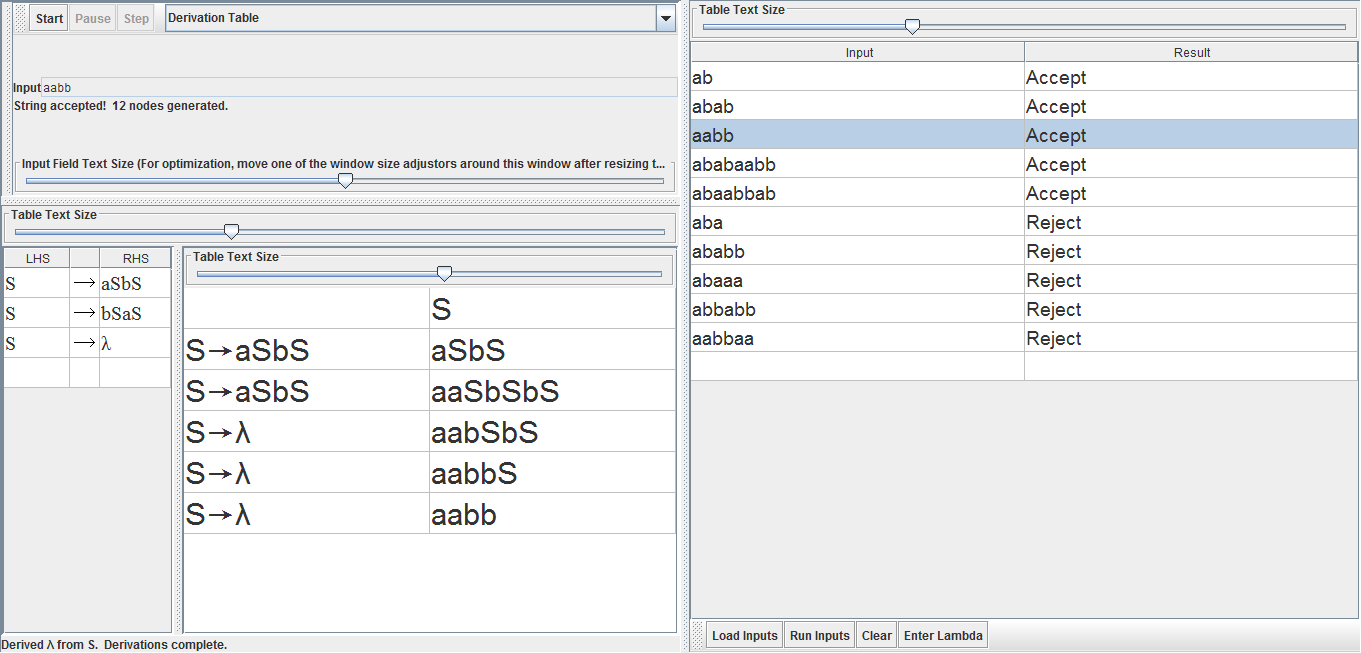 Start Pause Step Derivation Table
Input aabb
String accepted! 12 nodes generated.
Input Field Text Size (For optimization, move one of the window size adjustors around this window after resizing t...
Table Text Size
LHS RHS
S → aSbS
S → bSaS
S → λ
Table Text Size
S
S→aSbS aSbS
S→aSbS aaSbSbS
S→λ aabSbS
S→λ aabbS
S→λ aabb
Derived λ from S. Derivations complete.
Table Text Size
Input Result
ab Accept
abab Accept
aabb Accept
ababaabb Accept
abaabbab Accept
aba Reject
ababb Reject
abaaa Reject
abbabb Reject
aabbaa Reject
Load Inputs Run Inputs Clear Enter Lambda